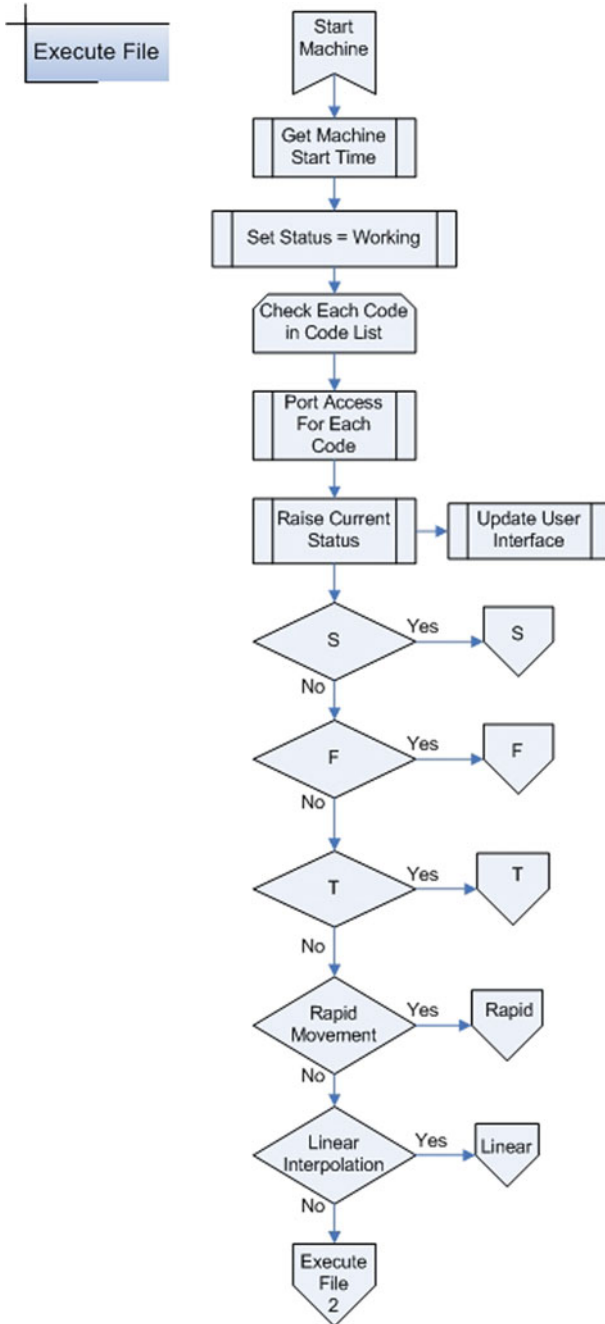 Execute File
Start
Machine
Get Machine
Start Time
Set Status = Working
Check Each Code
in Code List
Port Access
For Each
Code
Raise Current
Status
Update User
Interface
S
Yes
S
No
F
Yes
F
No
T
Yes
T
No
Rapid
Movement
Yes
Rapid
No
Linear
Interpolation
Yes
Linear
No
Execute
File
2